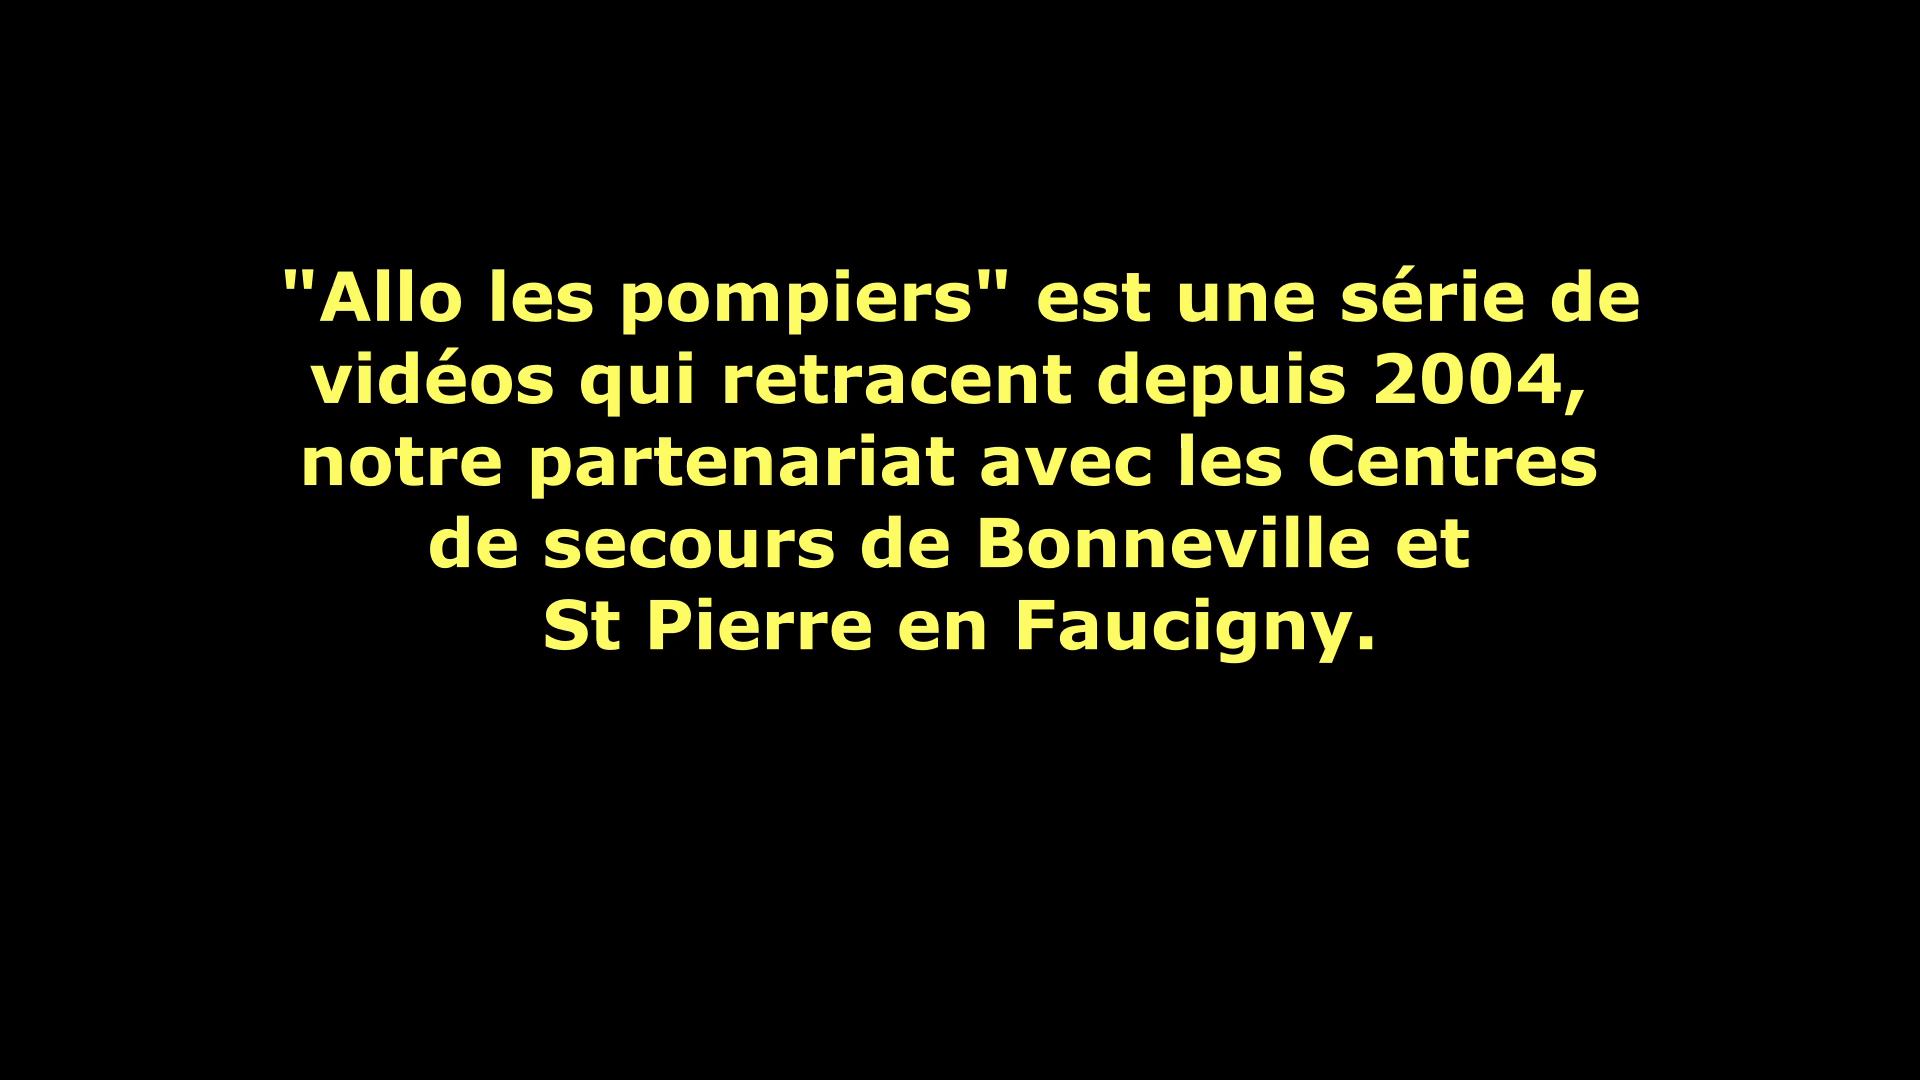 "Allo les pompiers" est une série de
vidéos qui retracent depuis 2004,
notre partenariat avec les Centres
de secours de Bonneville et
St Pierre en Faucigny.